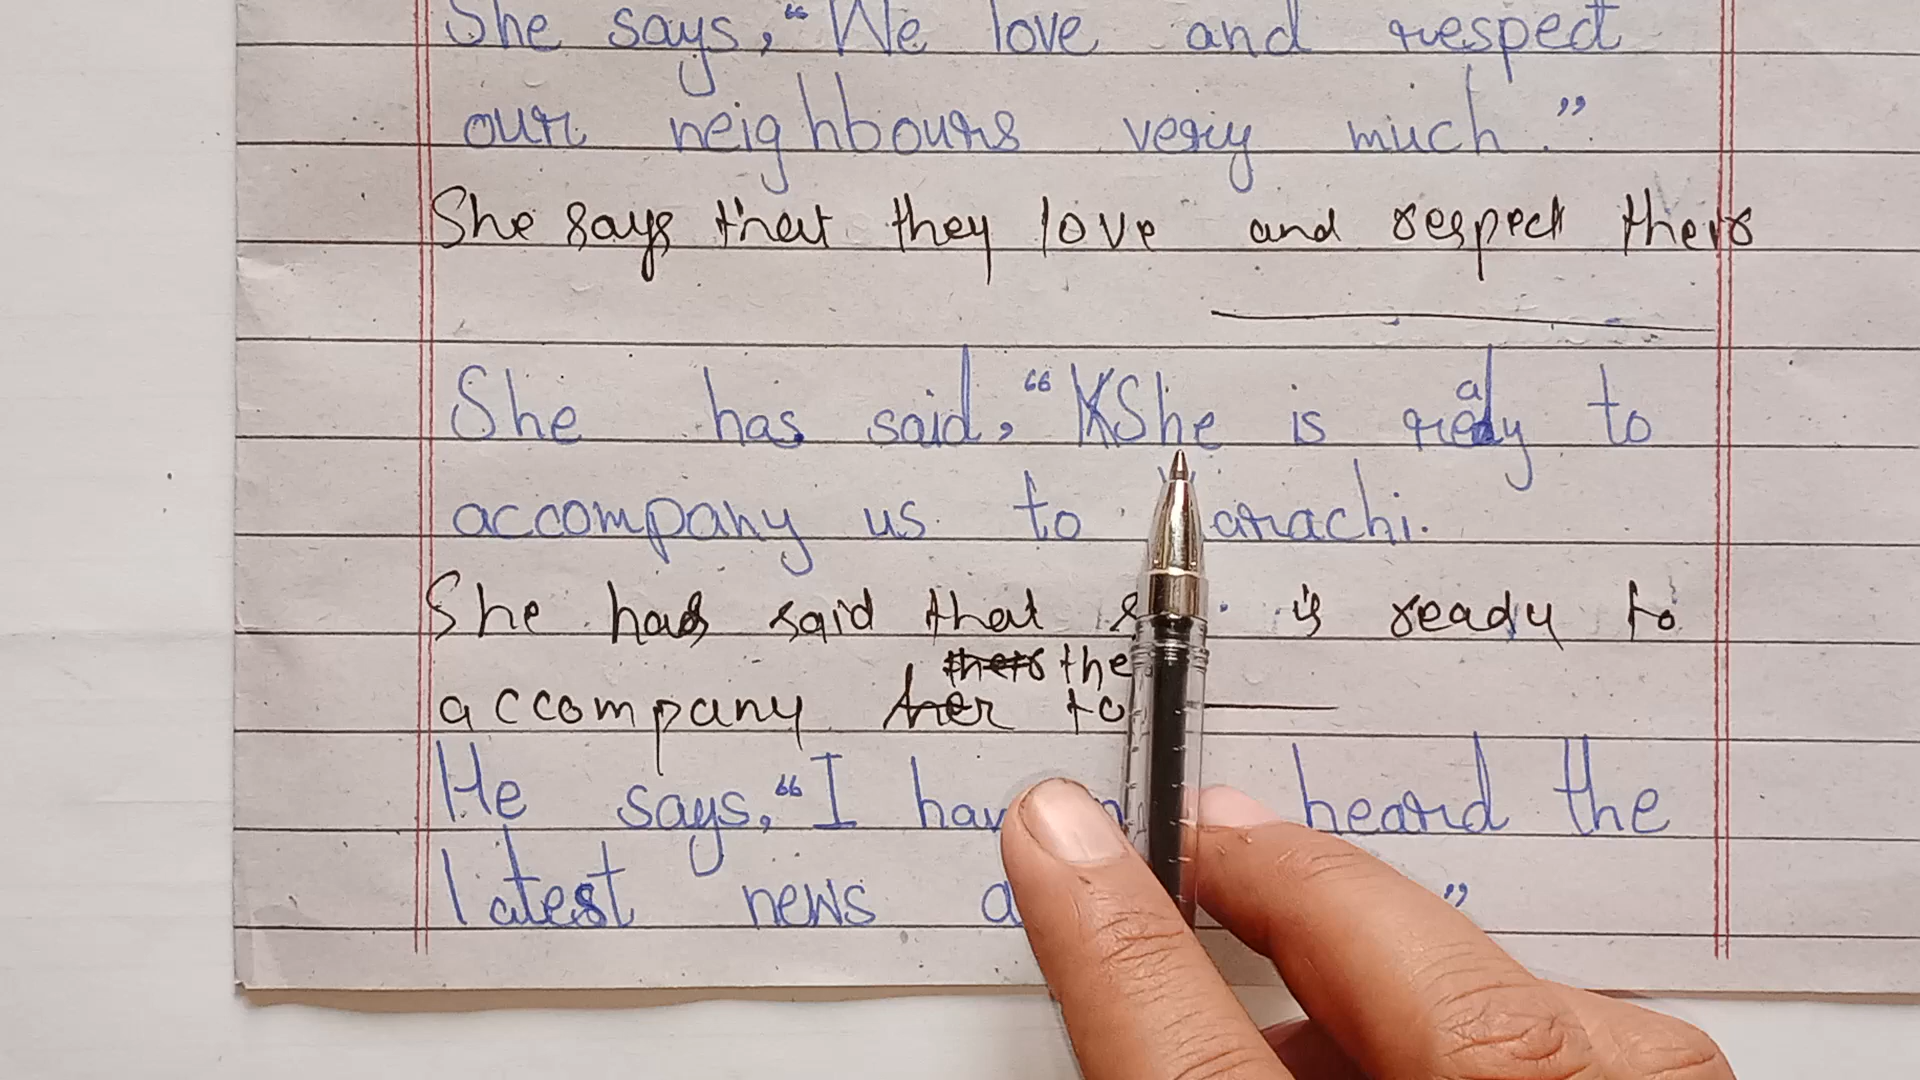 She says, “We love and respect
our neighbours very much.”
She says that they love and respect theır
She has said, “She is ready to
accompany us to Karachi.
She has said that is ready to
the
accompany to
He says, “I heard the
latest news ”